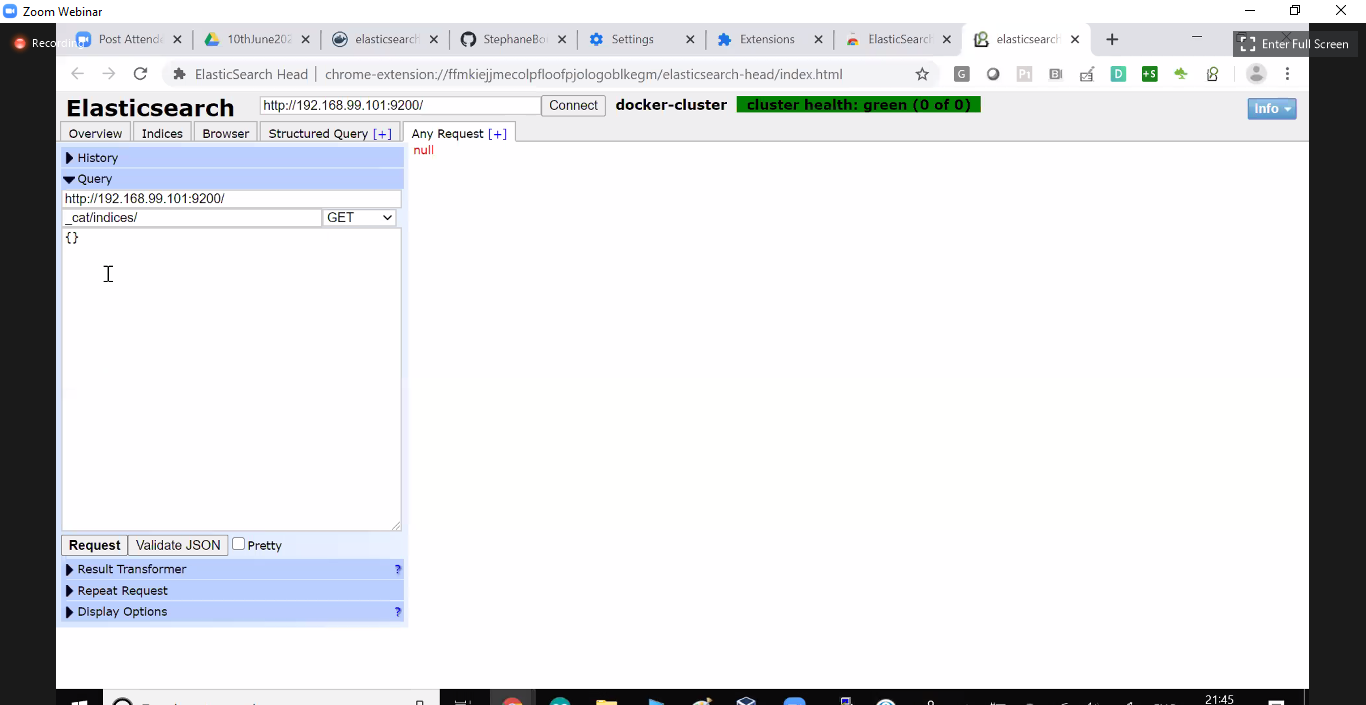 Zoom Webinar
Recording
Post Attende
10thJune202
elasticsearch
StephaneBo
Settings
Extensions
ElasticSearch
elasticsearch
Enter Full Screen
ElasticSearch Head | chrome-extension://ffmkiejjmecolpfloofpjologoblkegm/elasticsearch-head/index.html
Elasticsearch
http://192.168.99.101:9200/
Connect
docker-cluster
cluster health: green (0 of 0)
Info
Overview
Indices
Browser
Structured Query [+]
Any Request [+]
History
null
Query
http://192.168.99.101:9200/
_cat/indices/
GET
{}
Request
Validate JSON
Pretty
Result Transformer ?
Repeat Request
Display Options ?
21:45